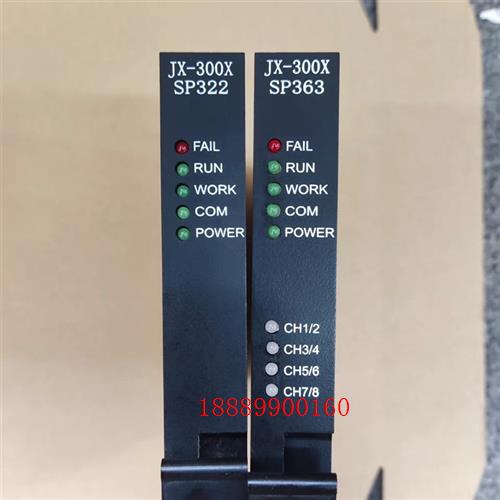 JX-300X
SP322
FAIL
RUN
WORK
COM
POWER
JX-300X
SP363
FAIL
RUN
WORK
COM
POWER
CH1/2
CH3/4
CH5/6
CH7/8
18889900160